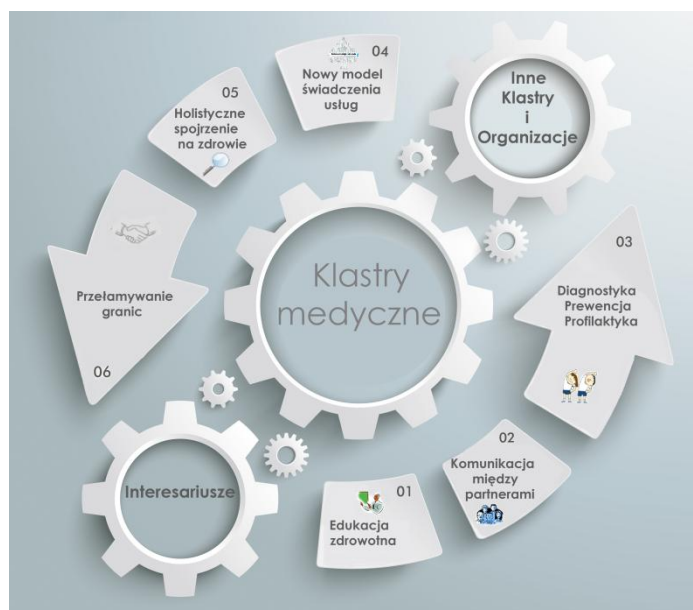 04
Nowy model
świadczenia
usług
Inne
Klastry
i
Organizacje
05
Holistyczne
spojrzenie
na zdrowie
Klastry
medyczne
03
Diagnostyka
Prewencja
Profilaktyka
Przełamywanie
granic
06
02
Komunikacja
między
partnerami
Interesariusze
01
Edukacja
zdrowotna